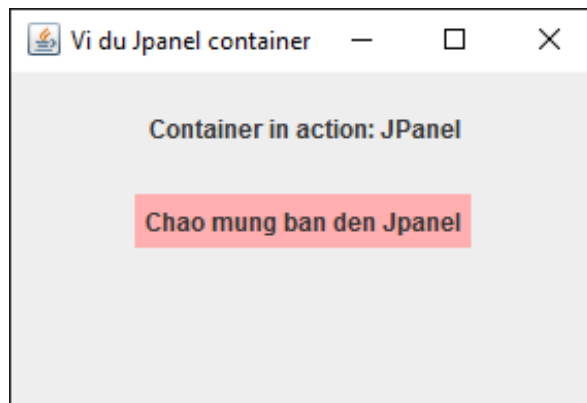 Vi du Jpanel container
Container in action: JPanel
Chao mung ban den Jpanel